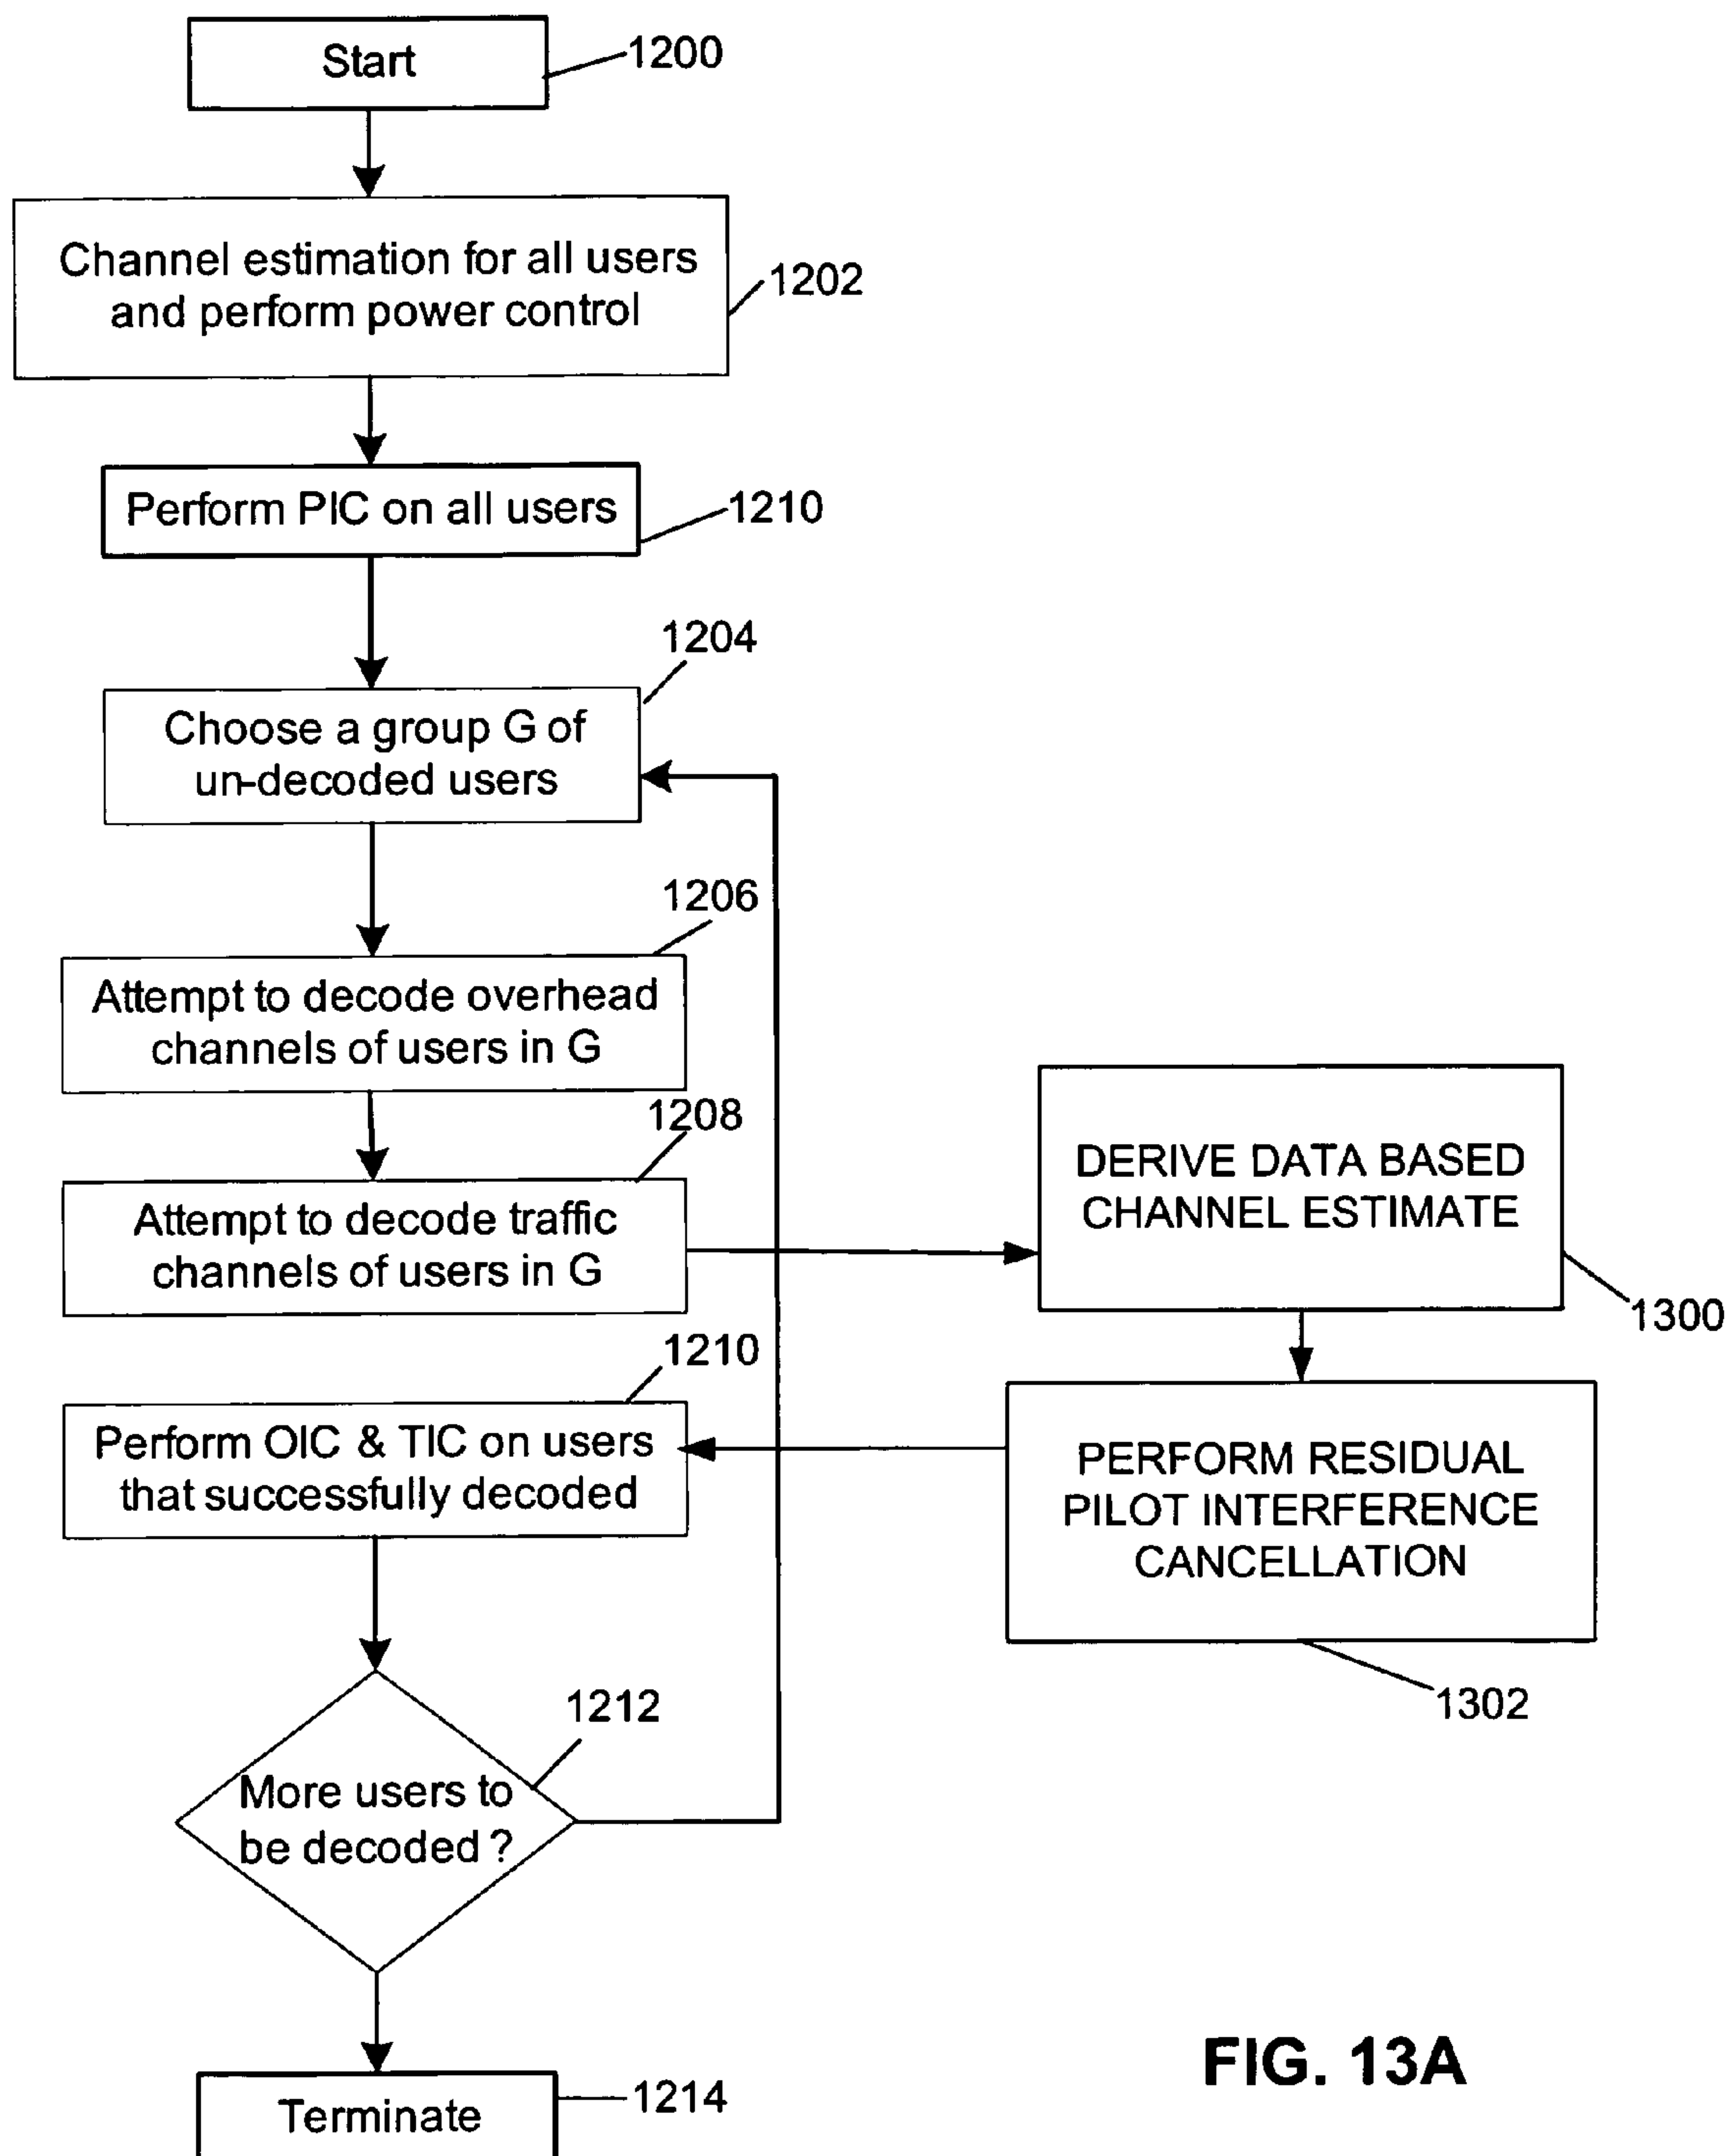 Start
1200
Channel estimation for all users
and perform power control
1202
Perform PIC on all users
1210
1204
Choose a group G of
un-decoded users
1206
Attempt to decode overhead
channels of users in G
1208
Attempt to decode traffic
channels of users in G
DERIVE DATA BASED
CHANNEL ESTIMATE
1300
PERFORM RESIDUAL
PILOT INTERFERENCE
CANCELLATION
1302
1210
Perform OIC & TIC on users
that successfully decoded
1212
More users to
be decoded ?
Terminate
1214
FIG. 13A